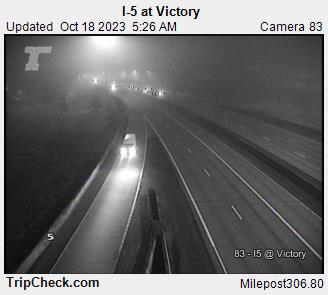 I-5 at Victory
Updated Oct 18 2023 5:26 AM Camera 83
T
5
83 - I5 @ Victory
TripCheck.com Milepost306.80